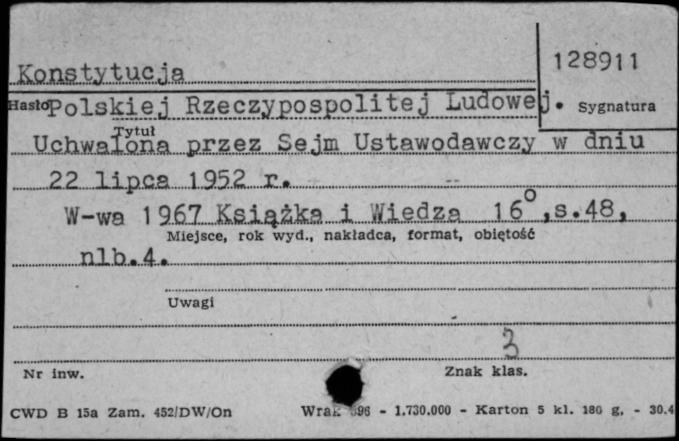 Konstytucja
128911
Hasło Polskiej Rzeczypospolitej Ludowej.
Sygnatura
Tytuł
Uchwalona przez Sejm Ustawodawczy w dniu
22 lipca 1952 r.
W-wa 1967 Książka i Wiedza 16°,s.48,
Miejsce, rok wyd., nakładca, format, objętość
nlb.4.
Uwagi
3
Nr inw.
Znak klas.
CWD B 15a Zam. 452/DW/On
- 1.730.000 - Karton 5 kl. 180 g. - 30.4